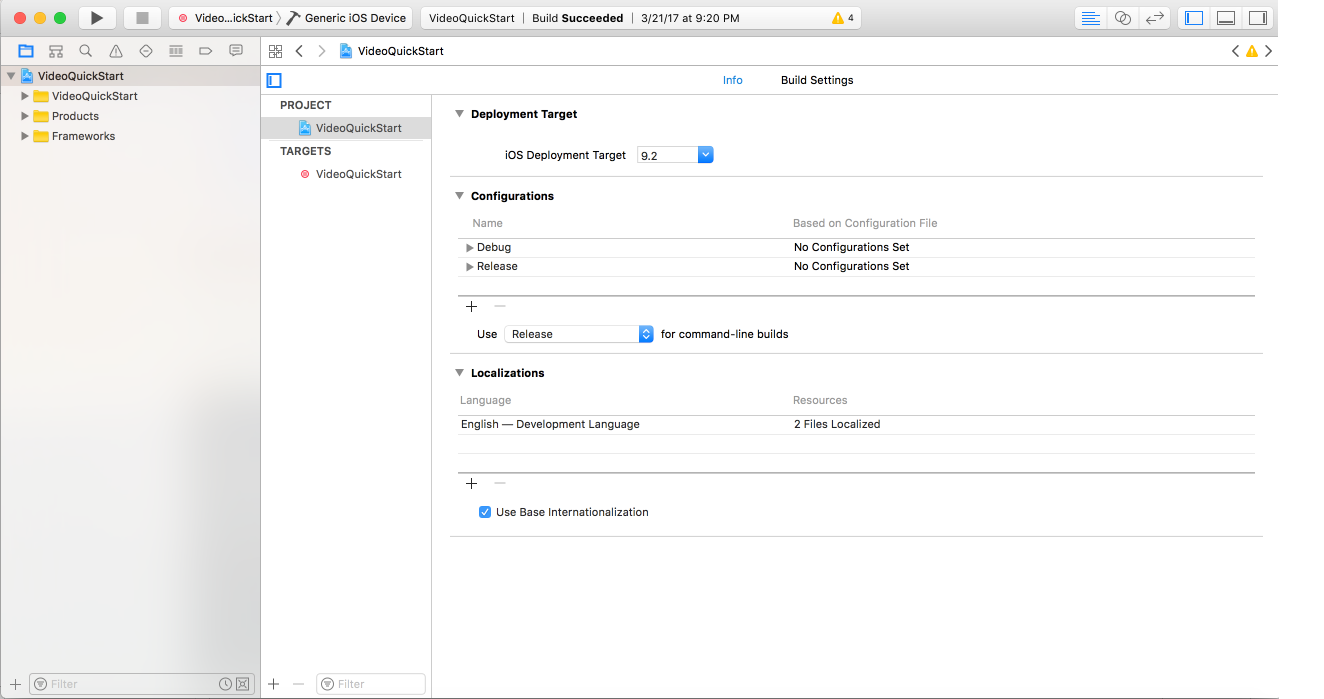 Video...ickStart Generic iOS Device VideoQuickStart Build Succeeded 3/21/17 at 9:20 PM 4
VideoQuickStart
Info Build Settings
VideoQuickStart
VideoQuickStart
Products
Frameworks
Filter
PROJECT
VideoQuickStart
TARGETS
VideoQuickStart
Filter
Deployment Target
iOS Deployment Target 9.2
Configurations
Name Based on Configuration File
Debug No Configurations Set
Release No Configurations Set
Use Release for command-line builds
Localizations
Language Resources
English — Development Language 2 Files Localized
Use Base Internationalization